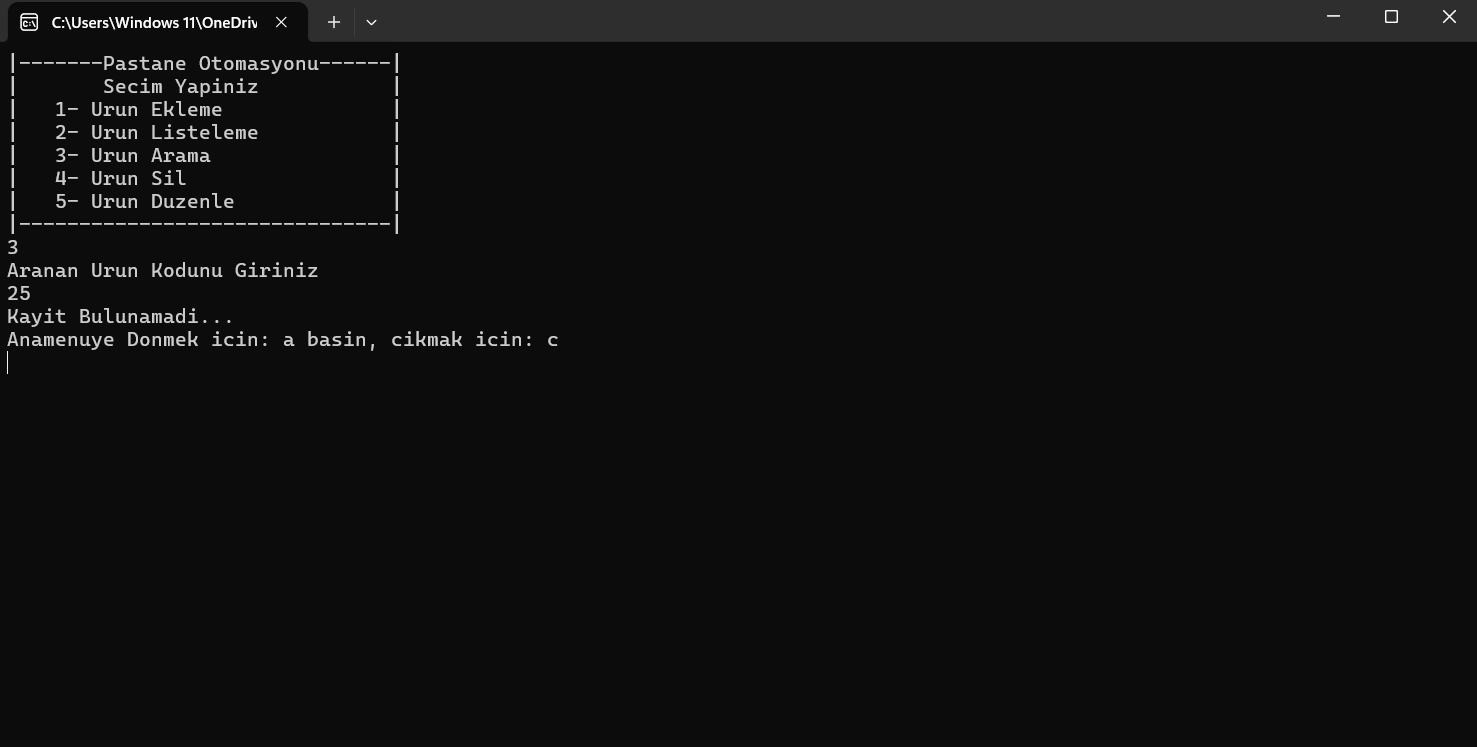 C:\Users\Windows 11\OneDriv
|-------Pastane Otomasyonu------|
|       Secim Yapiniz           |
|   1- Urun Ekleme              |
|   2- Urun Listeleme           |
|   3- Urun Arama               |
|   4- Urun Sil                 |
|   5- Urun Duzenle             |
|-------------------------------|
3
Aranan Urun Kodunu Giriniz
25
Kayit Bulunamadi...
Anamenuye Donmek icin: a basin, cikmak icin: c